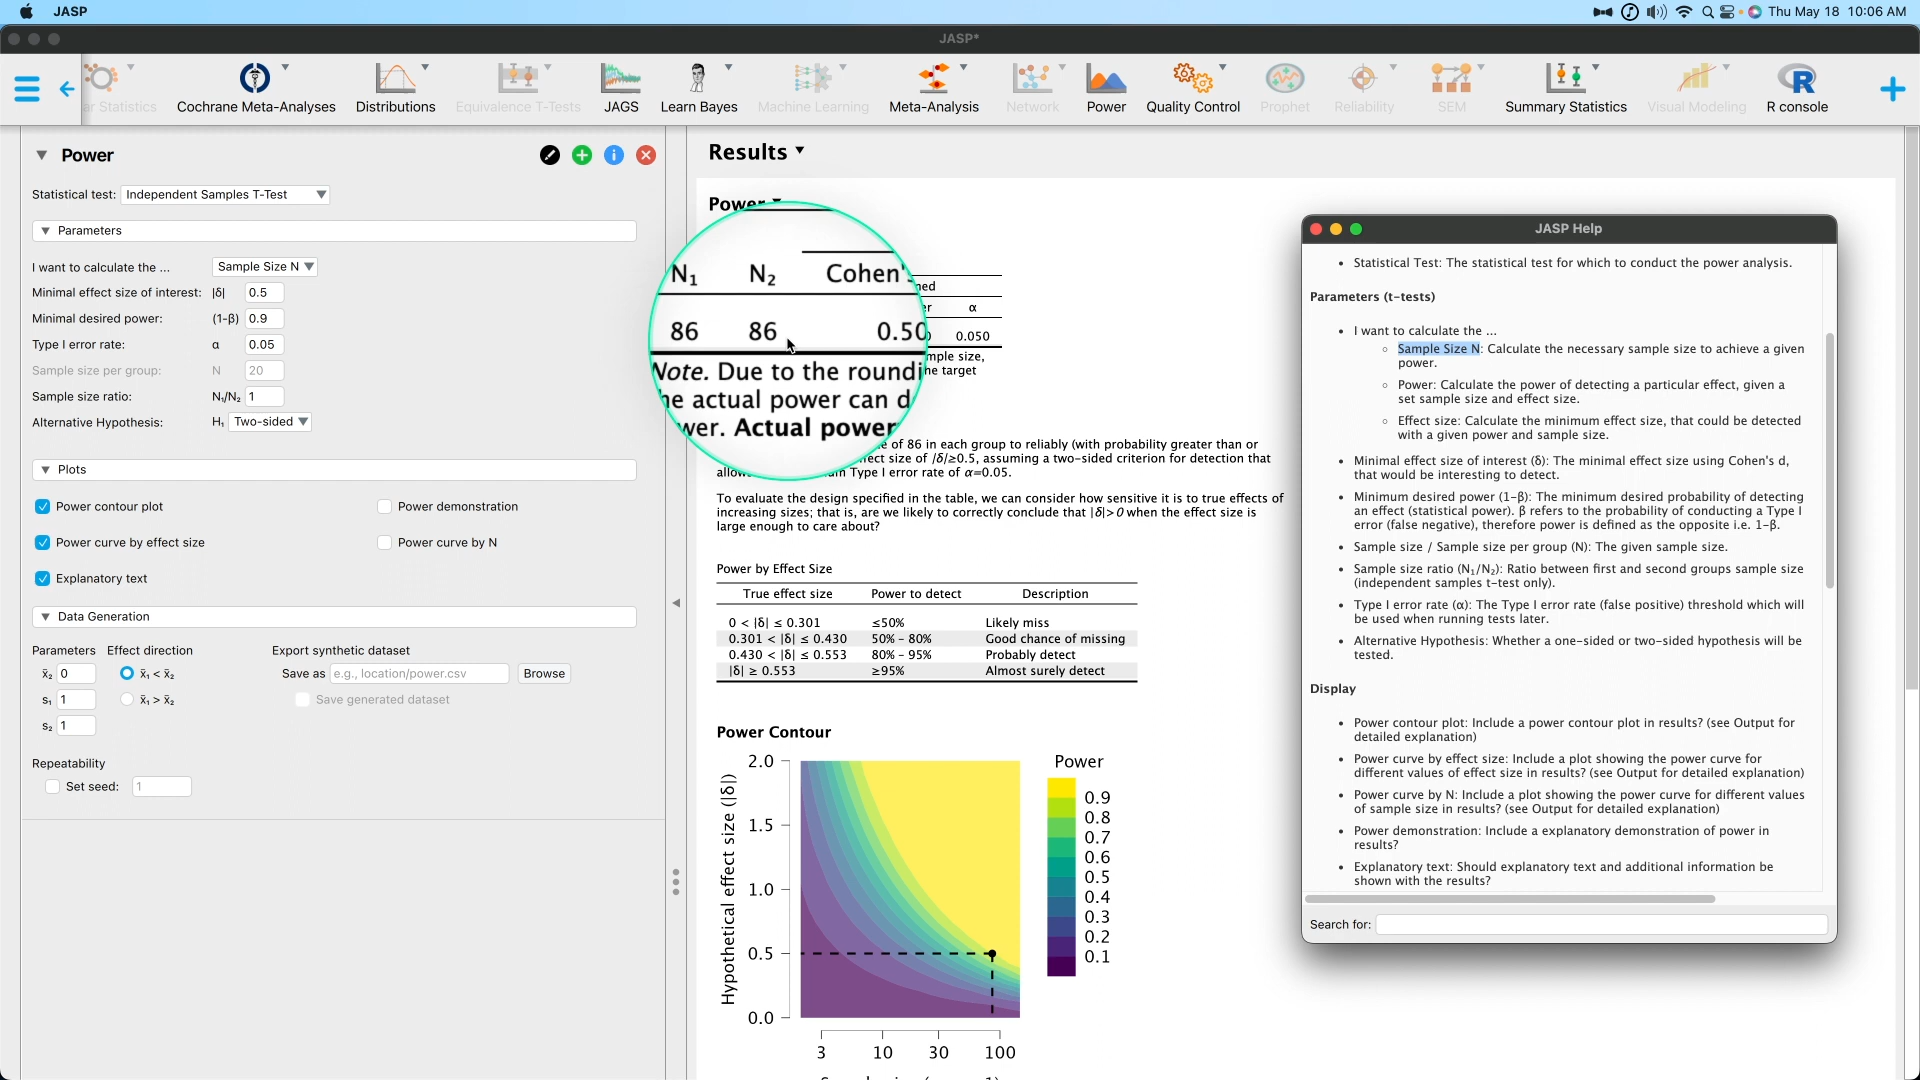 JASP
Thu May 18 10:06 AM
JASP*
ar Statistics
Cochrane Meta-Analyses
Distributions
Equivalence T-Tests
JAGS
Learn Bayes
Machine Learning
Meta-Analysis
Network
Power
Quality Control
Prophet
Reliability
SEM
Summary Statistics
Visual Modeling
R console
Power
Statistical test: Independent Samples T-Test
Parameters
I want to calculate the ... Sample Size N
Minimal effect size of interest: |δ| 0.5
Minimal desired power: (1-β) 0.9
Type I error rate: α 0.05
Sample size per group: N 20
Sample size ratio: N₁/N₂ 1
Alternative Hypothesis: H₁ Two-sided
Plots
Power contour plot
Power demonstration
Power curve by effect size
Power curve by N
Explanatory text
Data Generation
Parameters Effect direction Export synthetic dataset
x̄₂ 0 x̄₁ < x̄₂ Save as e.g., location/power.csv Browse
s₁ 1 x̄₁ > x̄₂ Save generated dataset
s₂ 1
Repeatability
Set seed: 1
Results
Power
N₁ N₂ Cohen's
α
86 86 0.50
0.050
Note. Due to the roundi
mple size,
he actual power can d
he target
wer. Actual power
of 86 in each group to reliably (with probability greater than or
fect size of |δ|≥0.5, assuming a two-sided criterion for detection that
Type I error rate of α=0.05.
To evaluate the design specified in the table, we can consider how sensitive it is to true effects of
increasing sizes; that is, are we likely to correctly conclude that |δ|>0 when the effect size is
large enough to care about?
Power by Effect Size
True effect size Power to detect Description
0 < |δ| ≤ 0.301 ≤50% Likely miss
0.301 < |δ| ≤ 0.430 50% – 80% Good chance of missing
0.430 < |δ| ≤ 0.553 80% – 95% Probably detect
|δ| ≥ 0.553 ≥95% Almost surely detect
Power Contour
Hypothetical effect size (|δ|)
2.0
1.5
1.0
0.5
0.0
3 10 30 100
Power
0.9
0.8
0.7
0.6
0.5
0.4
0.3
0.2
0.1
JASP Help
• Statistical Test: The statistical test for which to conduct the power analysis.
Parameters (t-tests)
• I want to calculate the ...
◦ Sample Size N: Calculate the necessary sample size to achieve a given
power.
◦ Power: Calculate the power of detecting a particular effect, given a
set sample size and effect size.
◦ Effect size: Calculate the minimum effect size, that could be detected
with a given power and sample size.
• Minimal effect size of interest (δ): The minimal effect size using Cohen's d,
that would be interesting to detect.
• Minimum desired power (1-β): The minimum desired probability of detecting
an effect (statistical power). β refers to the probability of conducting a Type I
error (false negative), therefore power is defined as the opposite i.e. 1-β.
• Sample size / Sample size per group (N): The given sample size.
• Sample size ratio (N₁/N₂): Ratio between first and second groups sample size
(independent samples t-test only).
• Type I error rate (α): The Type I error rate (false positive) threshold which will
be used when running tests later.
• Alternative Hypothesis: Whether a one-sided or two-sided hypothesis will be
tested.
Display
• Power contour plot: Include a power contour plot in results? (see Output for
detailed explanation)
• Power curve by effect size: Include a plot showing the power curve for
different values of effect size in results? (see Output for detailed explanation)
• Power curve by N: Include a plot showing the power curve for different values
of sample size in results? (see Output for detailed explanation)
• Power demonstration: Include a explanatory demonstration of power in
results?
• Explanatory text: Should explanatory text and additional information be
shown with the results?
Search for: